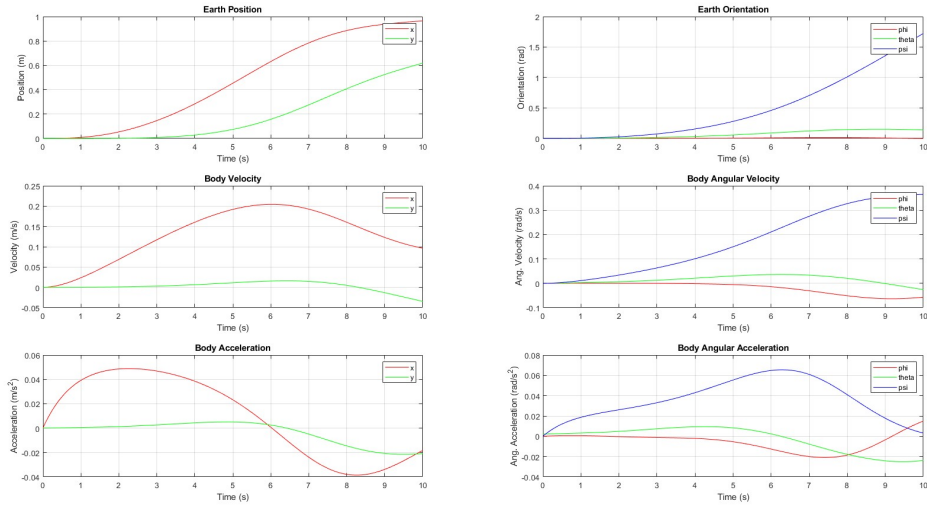 Earth Position
1
0.8
0.6
0.4
0.2
0
Position (m)
x
y
0 1 2 3 4 5 6 7 8 9 10
Time (s)
Earth Orientation
2
1.5
1
0.5
0
Orientation (rad)
phi
theta
psi
0 1 2 3 4 5 6 7 8 9 10
Time (s)
Body Velocity
0.25
0.2
0.15
0.1
0.05
0
-0.05
Velocity (m/s)
x
y
0 1 2 3 4 5 6 7 8 9 10
Time (s)
Body Angular Velocity
0.4
0.3
0.2
0.1
0
-0.1
Ang. Velocity (rad/s)
phi
theta
psi
0 1 2 3 4 5 6 7 8 9 10
Time (s)
Body Acceleration
0.06
0.04
0.02
0
-0.02
-0.04
Acceleration (m/s²)
x
y
0 1 2 3 4 5 6 7 8 9 10
Time (s)
Body Angular Acceleration
0.08
0.06
0.04
0.02
0
-0.02
-0.04
Ang. Acceleration (rad/s²)
phi
theta
psi
0 1 2 3 4 5 6 7 8 9 10
Time (s)